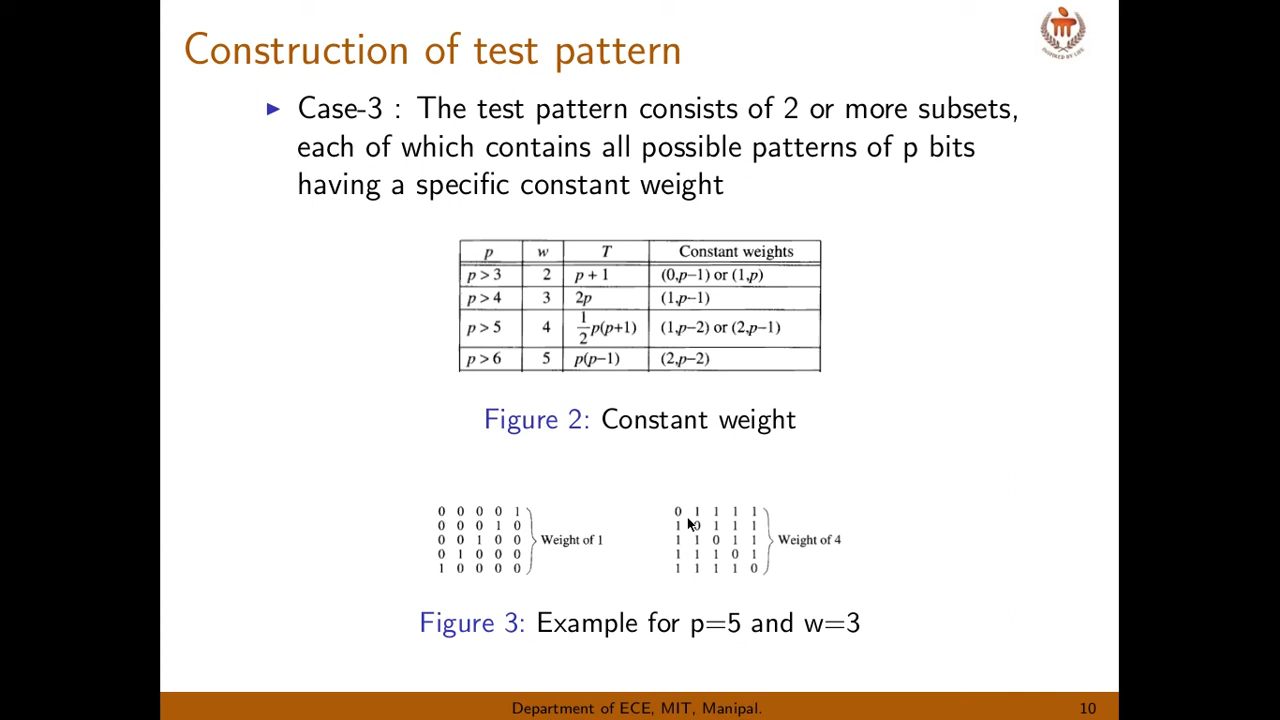 Construction of test pattern
INSPIRED BY LIFE
▶ Case-3 : The test pattern consists of 2 or more subsets,
each of which contains all possible patterns of p bits
having a specific constant weight
p w T Constant weights
p > 3 2 p + 1 (0,p−1) or (1,p)
p > 4 3 2p (1,p−1)
p > 5 4 1/2 p(p+1) (1,p−2) or (2,p−1)
p > 6 5 p(p−1) (2,p−2)
Figure 2: Constant weight
0 0 0 0 1
0 0 0 1 0
0 0 1 0 0
0 1 0 0 0
1 0 0 0 0
Weight of 1
0 1 1 1 1
1 0 1 1 1
1 1 0 1 1
1 1 1 0 1
1 1 1 1 0
Weight of 4
Figure 3: Example for p=5 and w=3
Department of ECE, MIT, Manipal.
10